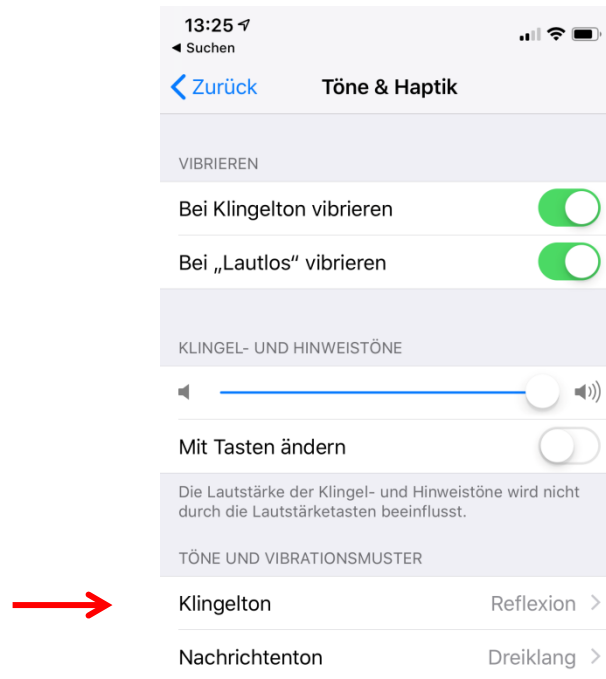 13:25
Suchen
Zurück
Töne & Haptik
VIBRIEREN
Bei Klingelton vibrieren
Bei „Lautlos“ vibrieren
KLINGEL- UND HINWEISTÖNE
Mit Tasten ändern
Die Lautstärke der Klingel- und Hinweistöne wird nicht
durch die Lautstärketasten beeinflusst.
TÖNE UND VIBRATIONSMUSTER
Klingelton Reflexion
Nachrichtenton Dreiklang